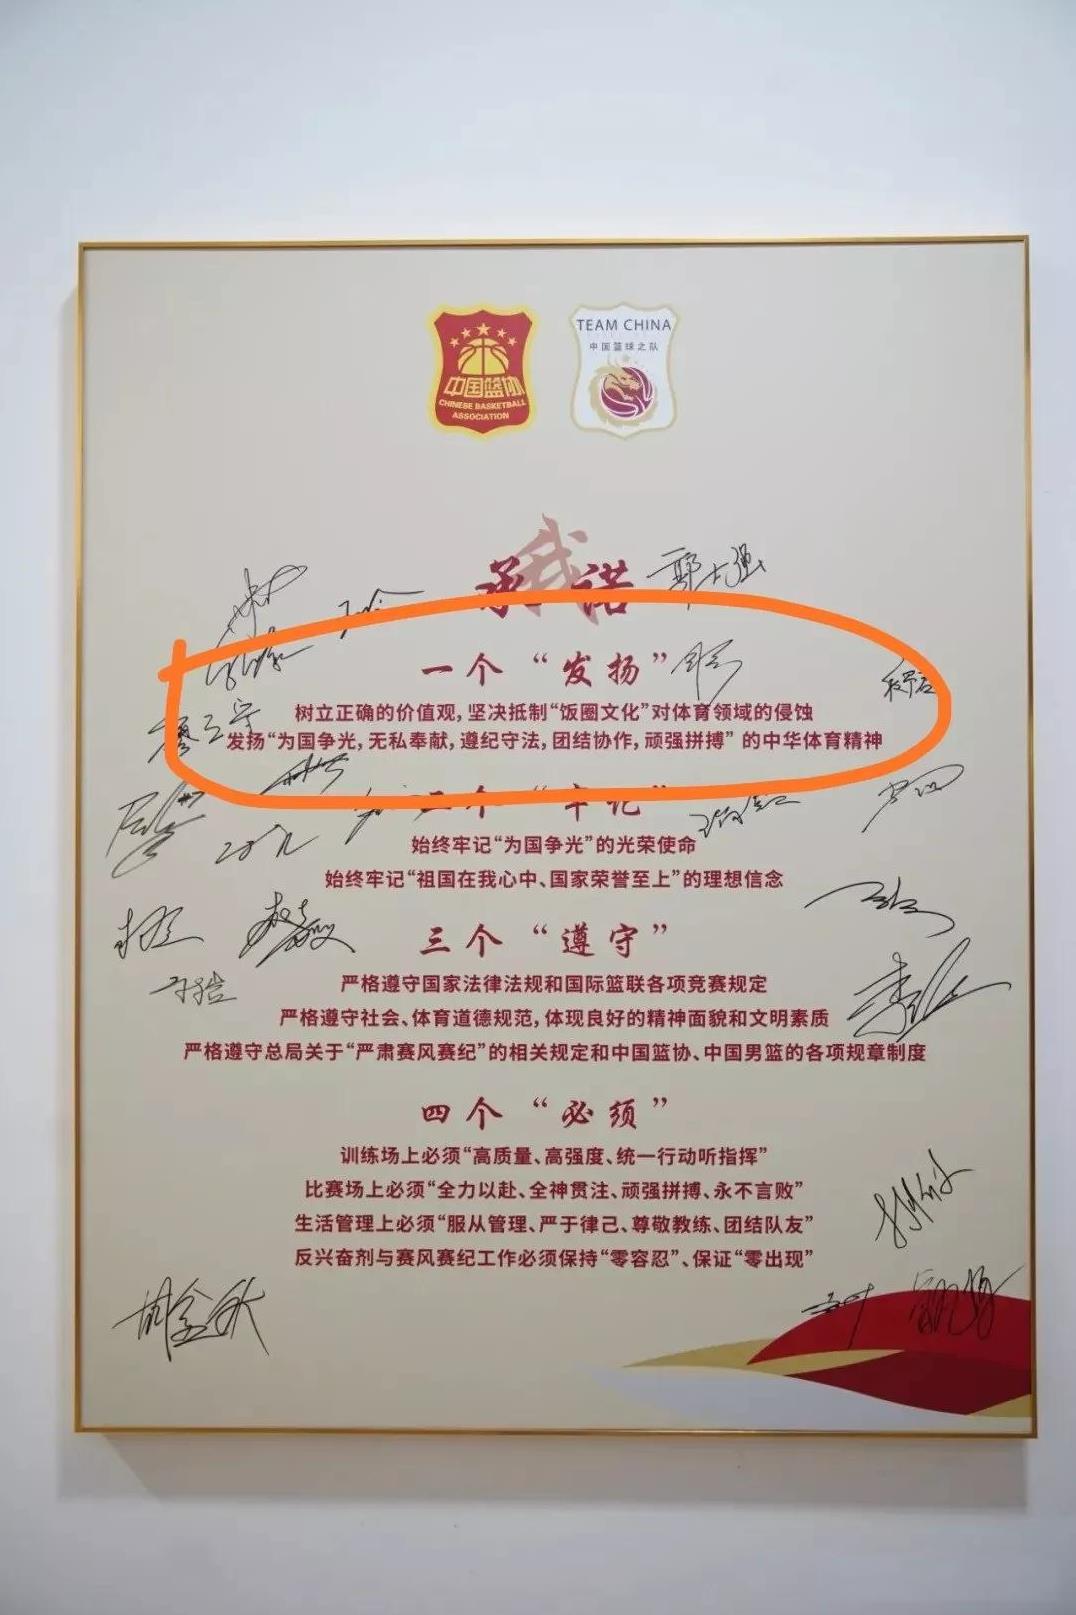 中国篮协
CHINESE BASKETBALL
ASSOCIATION
TEAM CHINA
中国篮球之队
我承诺
郭士强
一个“发扬”
树立正确的价值观，坚决抵制“饭圈文化”对体育领域的侵蚀
发扬“为国争光，无私奉献，遵纪守法，团结协作，顽强拼搏”的中华体育精神
廖三宁
二个“牢记”
始终牢记“为国争光”的光荣使命
始终牢记“祖国在我心中、国家荣誉至上”的理想信念
三个“遵守”
严格遵守国家法律法规和国际篮联各项竞赛规定
严格遵守社会、体育道德规范，体现良好的精神面貌和文明素质
严格遵守总局关于“严肃赛风赛纪”的相关规定和中国篮协、中国男篮的各项规章制度
四个“必须”
训练场上必须“高质量、高强度、统一行动听指挥”
比赛场上必须“全力以赴、全神贯注、顽强拼搏、永不言败”
生活管理上必须“服从管理、严于律己、尊敬教练、团结队友”
反兴奋剂与赛风赛纪工作必须保持“零容忍”、保证“零出现”
胡金秋